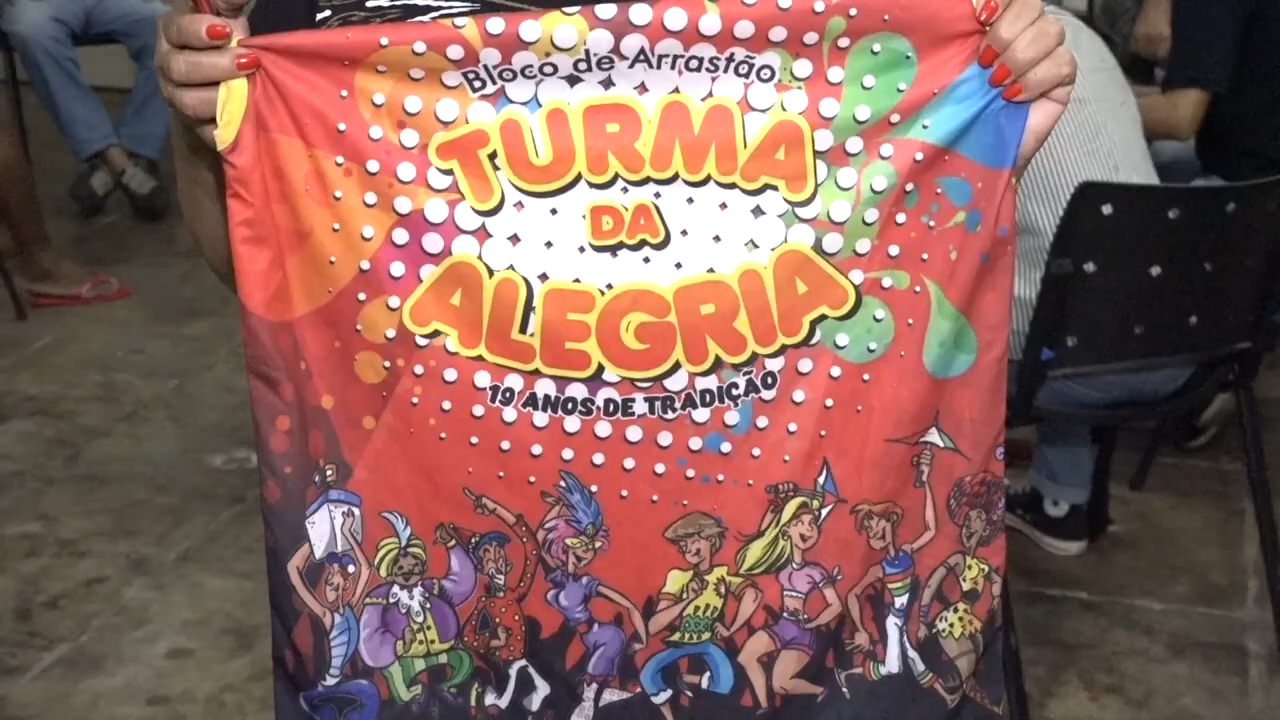 Bloco de Arrastão
TURMA
DA
ALEGRIA
19 ANOS DE TRADIÇÃO